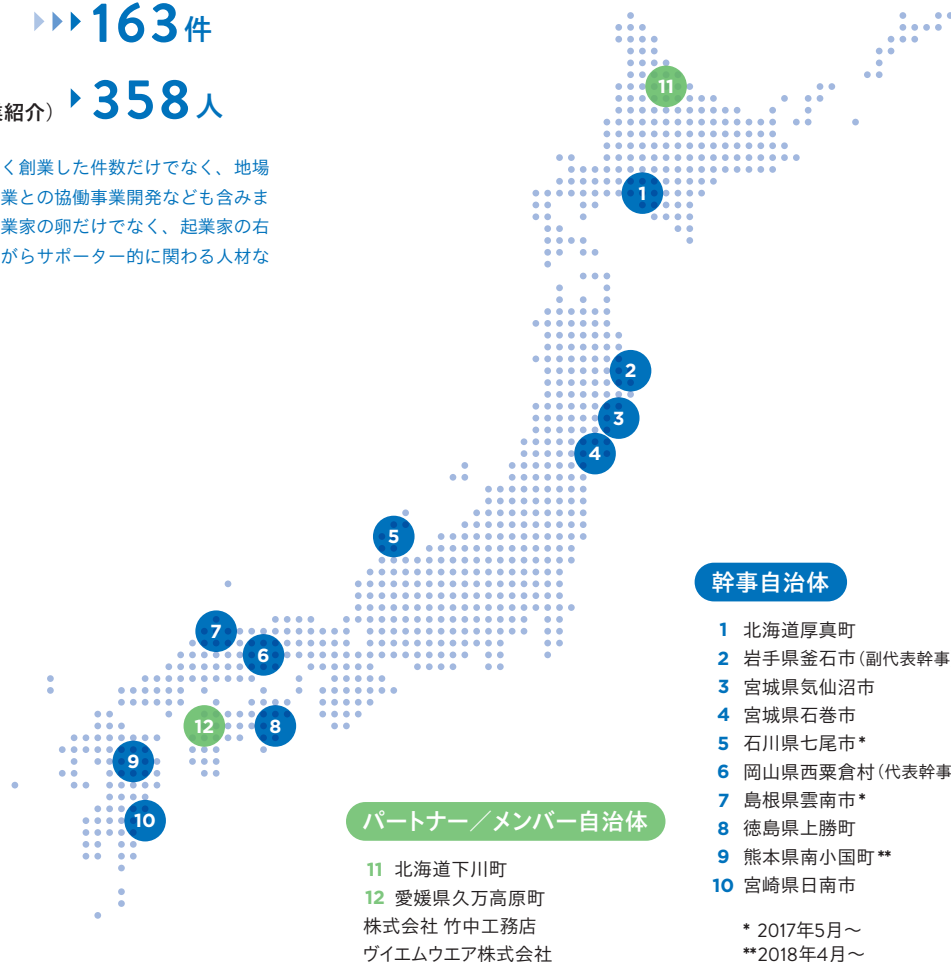 163件
業紹介) 358人
く創業した件数だけでなく、地場
業との協働事業開発なども含みま
業家の卵だけでなく、起業家の右
がらサポーター的に関わる人材な
11
1
2
3
4
5
7
6
12
8
9
10
幹事自治体
1 北海道厚真町
2 岩手県釜石市(副代表幹事
3 宮城県気仙沼市
4 宮城県石巻市
5 石川県七尾市*
6 岡山県西粟倉村(代表幹事
7 島根県雲南市*
8 徳島県上勝町
9 熊本県南小国町**
10 宮崎県日南市
* 2017年5月〜
**2018年4月〜
パートナー/メンバー自治体
11 北海道下川町
12 愛媛県久万高原町
株式会社 竹中工務店
ヴイエムウエア株式会社